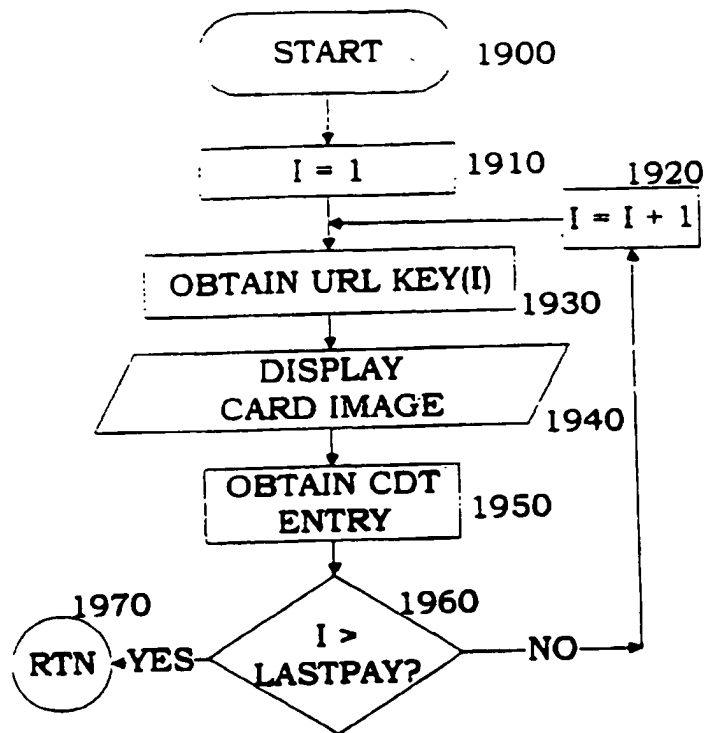 START
1900
I = 1
1910
1920
I = I + 1
OBTAIN URL KEY(I)
1930
DISPLAY
CARD IMAGE
1940
OBTAIN CDT
ENTRY
1950
1960
I >
LASTPAY?
1970
RTN
YES
NO